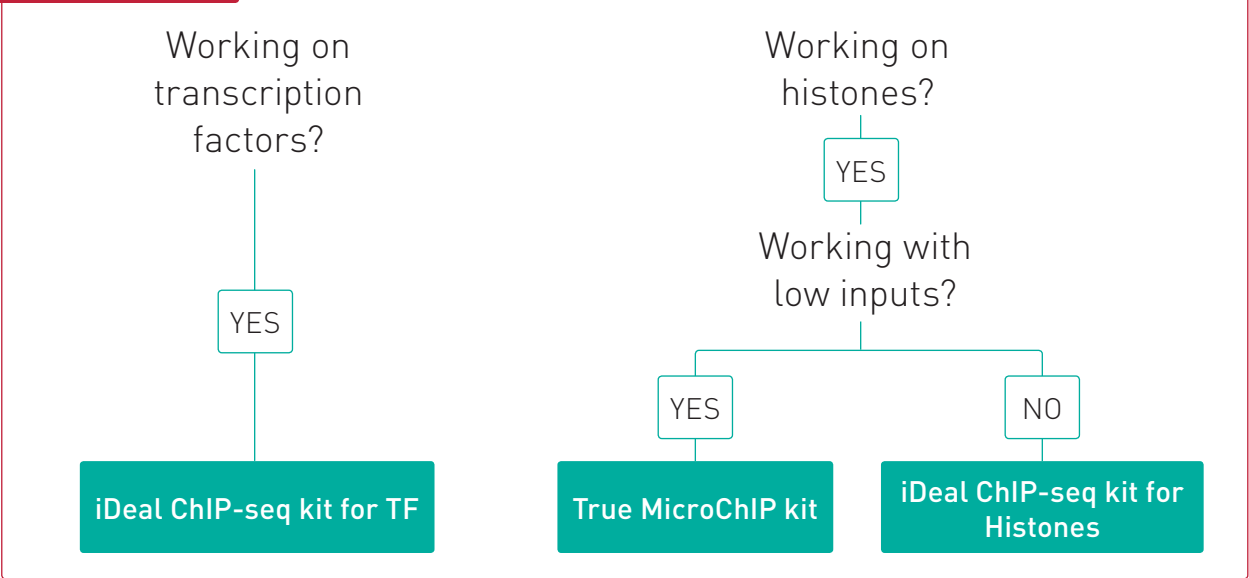 Working on
transcription
factors?
YES
iDeal ChIP-seq kit for TF
Working on
histones?
YES
Working with
low inputs?
YES
NO
True MicroChIP kit
iDeal ChIP-seq kit for
Histones